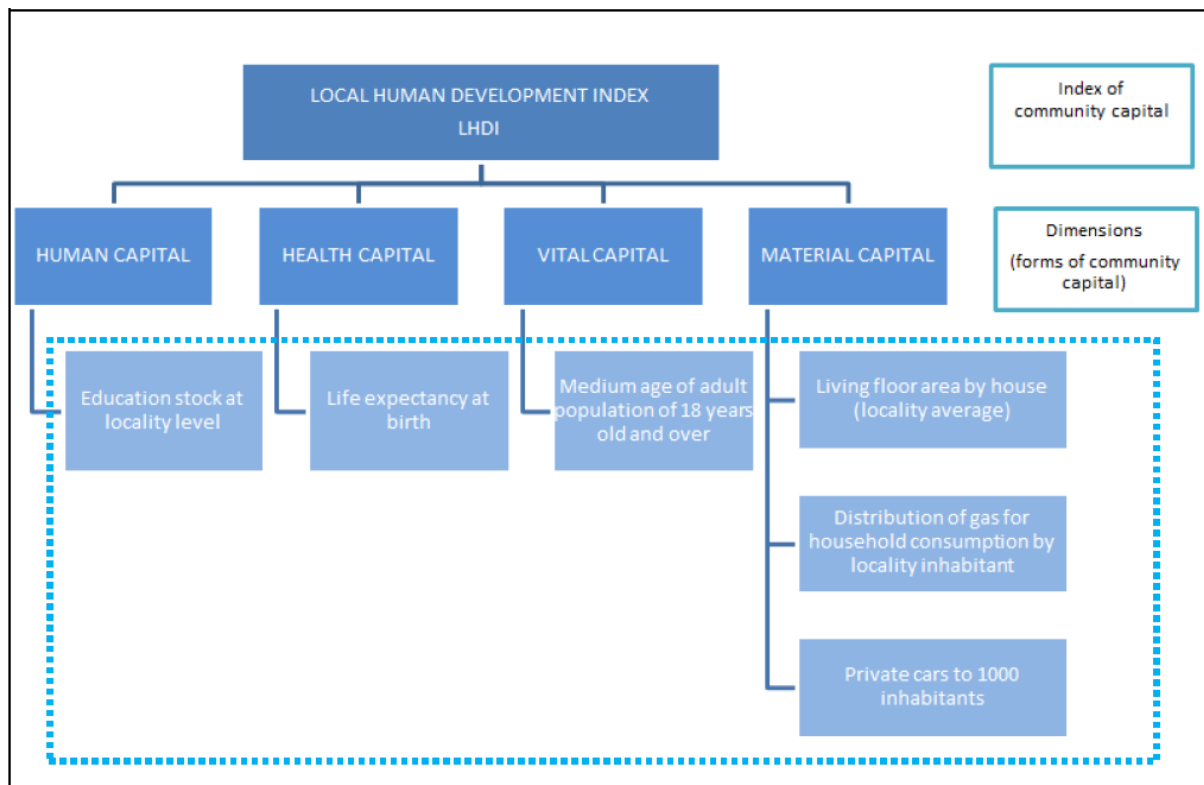 LOCAL HUMAN DEVELOPMENT INDEX
LHDI
Index of
community capital
HUMAN CAPITAL
HEALTH CAPITAL
VITAL CAPITAL
MATERIAL CAPITAL
Dimensions
(forms of community
capital)
Education stock at
locality level
Life expectancy at
birth
Medium age of adult
population of 18 years
old and over
Living floor area by house
(locality average)
Distribution of gas for
household consumption by
locality inhabitant
Private cars to 1000
inhabitants